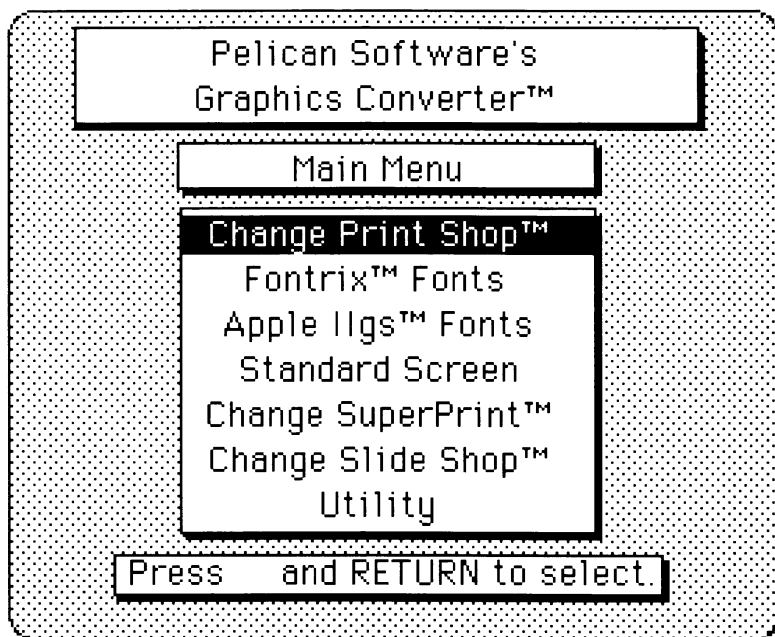 Pelican Software's
Graphics Converter™
Main Menu
Change Print Shop™
Fontrix™ Fonts
Apple IIgs™ Fonts
Standard Screen
Change SuperPrint™
Change Slide Shop™
Utility
Press and RETURN to select.